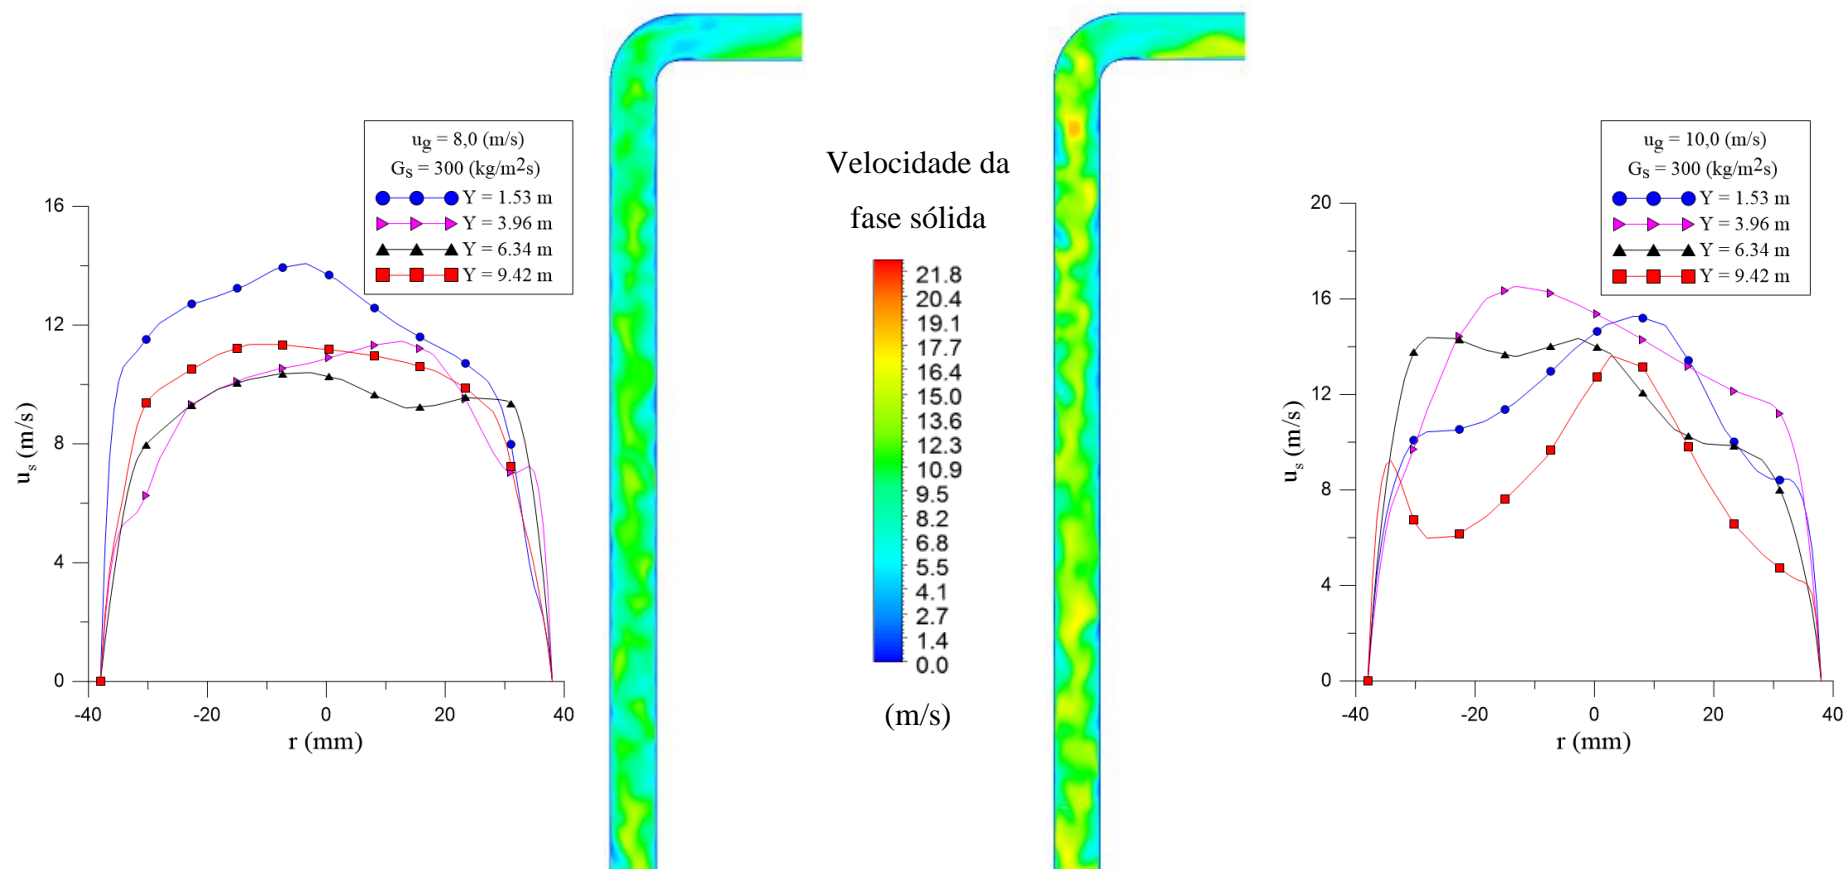 u_g = 8,0 (m/s)
G_s = 300 (kg/m²s)
Y = 1.53 m
Y = 3.96 m
Y = 6.34 m
Y = 9.42 m
16
12
8
4
0
u_s (m/s)
-40 -20 0 20 40
r (mm)
Velocidade da
fase sólida
21.8
20.4
19.1
17.7
16.4
15.0
13.6
12.3
10.9
9.5
8.2
6.8
5.5
4.1
2.7
1.4
0.0
(m/s)
u_g = 10,0 (m/s)
G_s = 300 (kg/m²s)
Y = 1.53 m
Y = 3.96 m
Y = 6.34 m
Y = 9.42 m
20
16
12
8
4
0
u_s (m/s)
-40 -20 0 20 40
r (mm)